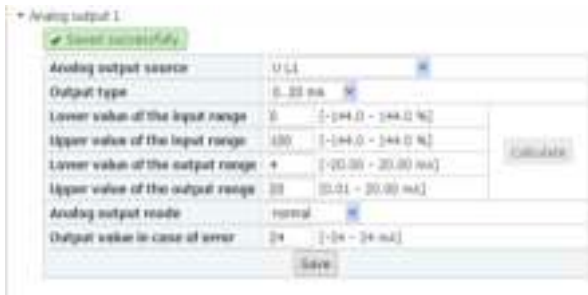 Analog output 1
Saved successfully
Analog output source U L1
Output type 0..20 mA
Lower value of the input range 0 [-144.0 - 144.0 %]
Upper value of the input range 100 [-144.0 - 144.0 %]
Calculate
Lower value of the output range 4 [-20.00 - 20.00 mA]
Upper value of the output range 20 [0.01 - 20.00 mA]
Analog output mode normal
Output value in case of error 24 [-24 - 24 mA]
Save